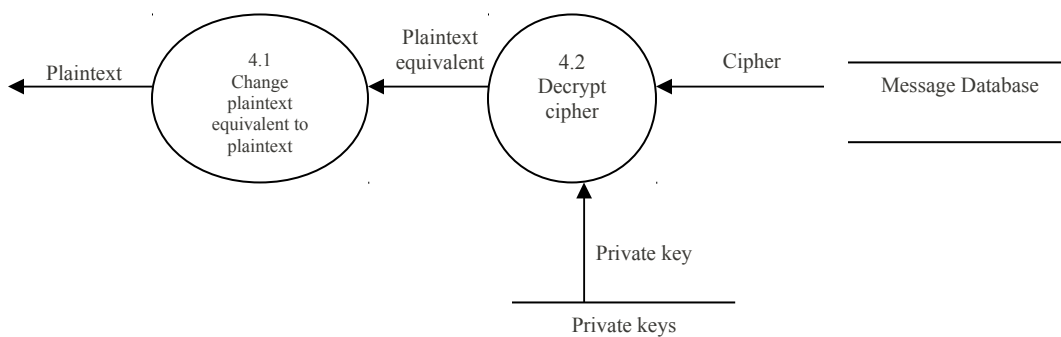 Plaintext
4.1
Change
plaintext
equivalent to
plaintext
Plaintext
equivalent
4.2
Decrypt
cipher
Cipher
Message Database
Private key
Private keys